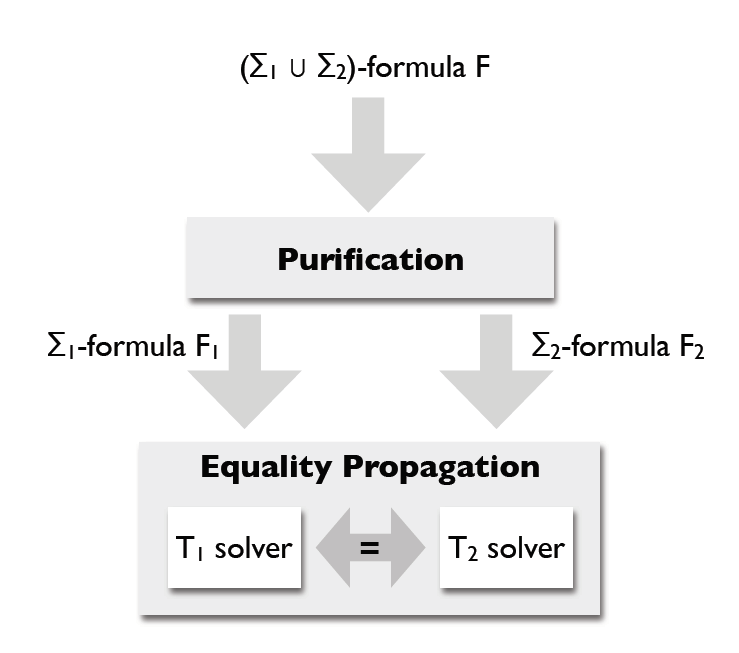 (Σ₁ ∪ Σ₂)-formula F
Purification
Σ₁-formula F₁
Σ₂-formula F₂
Equality Propagation
T₁ solver
=
T₂ solver